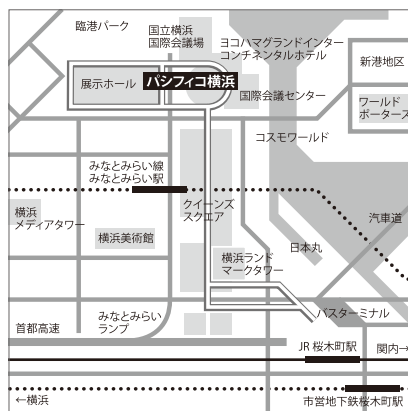 臨港パーク
国立横浜
国際会議場
ヨコハマグランドインター
コンチネンタルホテル
新港地区
展示ホール
パシフィコ横浜
国際会議センター
ワールド
ポーターズ
コスモワールド
みなとみらい線
みなとみらい駅
クイーンズ
スクエア
横浜
メディアタワー
汽車道
横浜美術館
日本丸
横浜ランド
マークタワー
みなとみらい
ランプ
バスターミナル
首都高速
JR 桜木町駅
関内→
←横浜
市営地下鉄桜木町駅